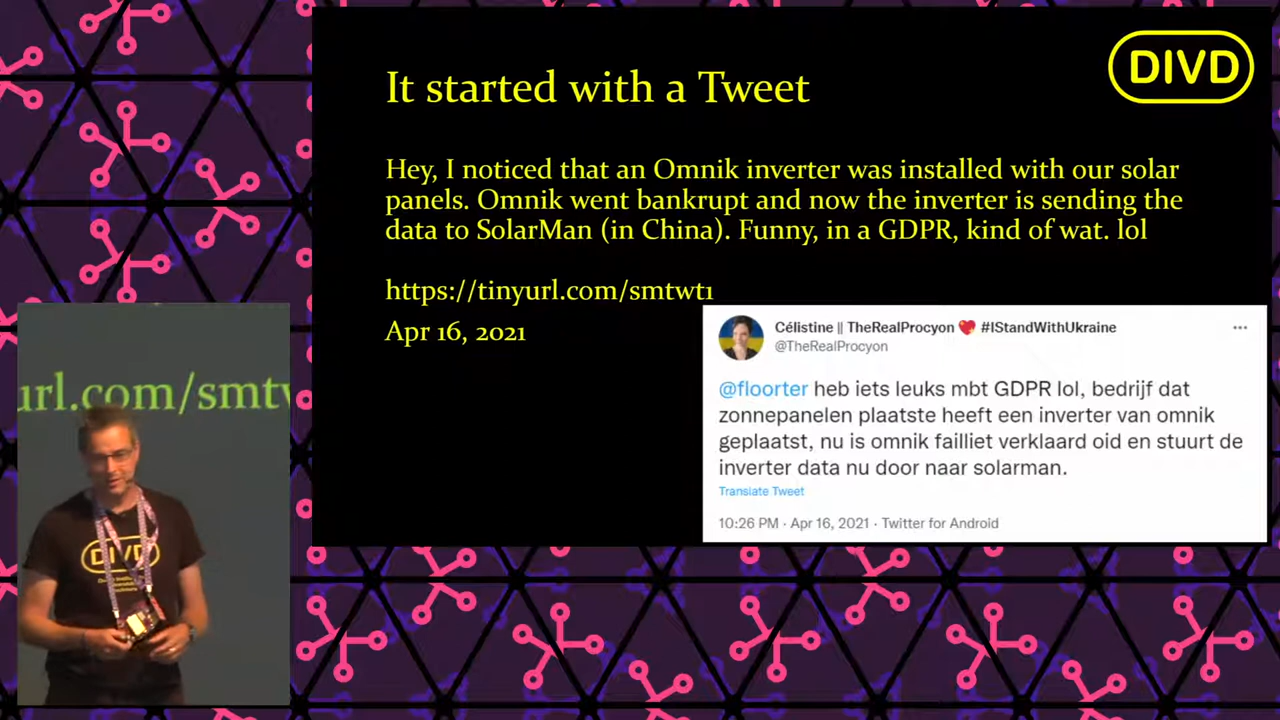 DIVD
It started with a Tweet
Hey, I noticed that an Omnik inverter was installed with our solar
panels. Omnik went bankrupt and now the inverter is sending the
data to SolarMan (in China). Funny, in a GDPR, kind of wat. lol
https://tinyurl.com/smtwt1
Apr 16, 2021
Célistine || TheRealProcyon 💖 #IStandWithUkraine
@TheRealProcyon
@floorter heb iets leuks mbt GDPR lol, bedrijf dat
zonnepanelen plaatste heeft een inverter van omnik
geplaatst, nu is omnik failliet verklaard oid en stuurt de
inverter data nu door naar solarman.
Translate Tweet
10:26 PM · Apr 16, 2021 · Twitter for Android
url.com/smtw
DIVD